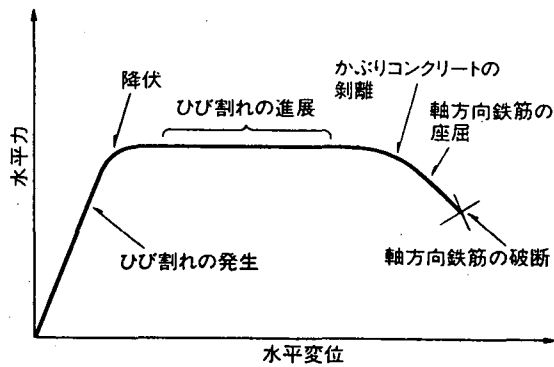 かぶりコンクリートの
剝離
降伏
ひび割れの進展
軸方向鉄筋の
座屈
水平力
ひび割れの発生
軸方向鉄筋の破断
水平変位